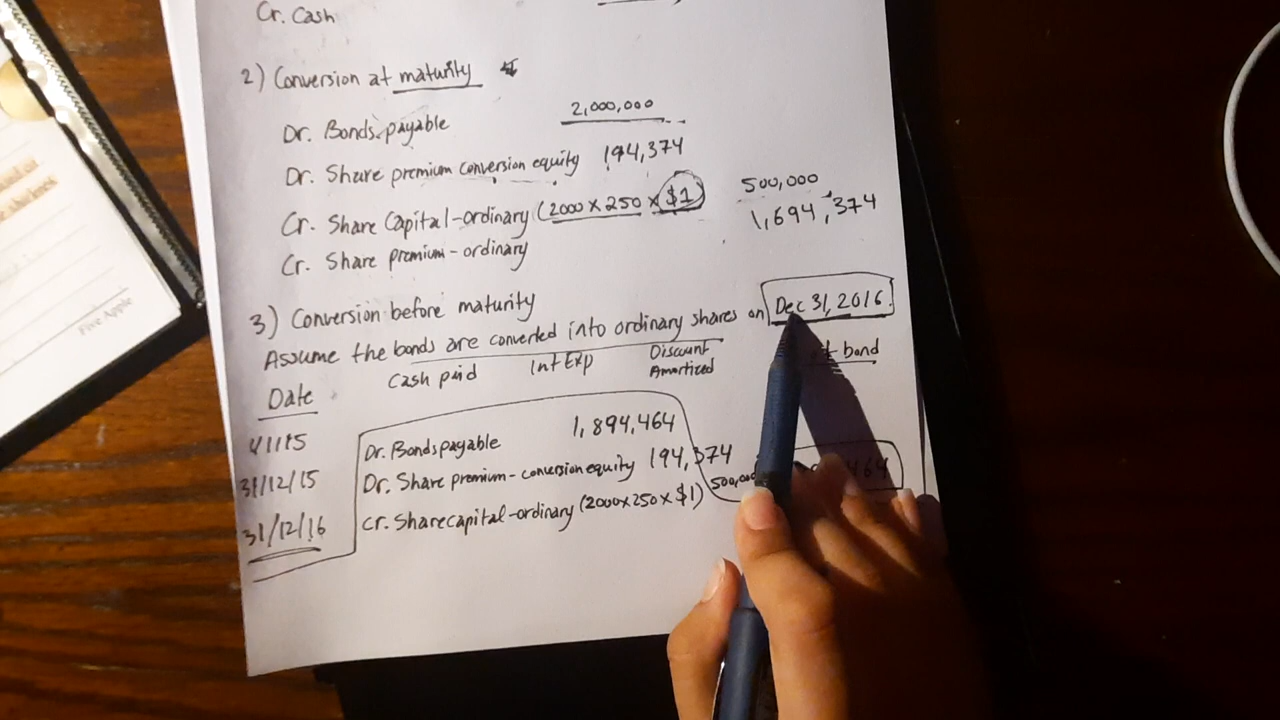 Cr. Cash
2) Conversion at maturity
Dr. Bonds payable 2,000,000
Dr. Share premium conversion equity 194,374
Cr. Share Capital-ordinary (2000 x 250 x $1 500,000
Cr. Share premium-ordinary 1,694,374
3) Conversion before maturity
Assume the bonds are converted into ordinary shares on Dec 31, 2016.
Date Cash paid Int Exp Discount Amortized bond
1/1/15
31/12/15
31/12/16
Dr. Bonds payable 1,894,464
Dr. Share premium-conversion equity 194,374
Cr. Share capital-ordinary (2000x250x$1) 500,000
464
Five Apple